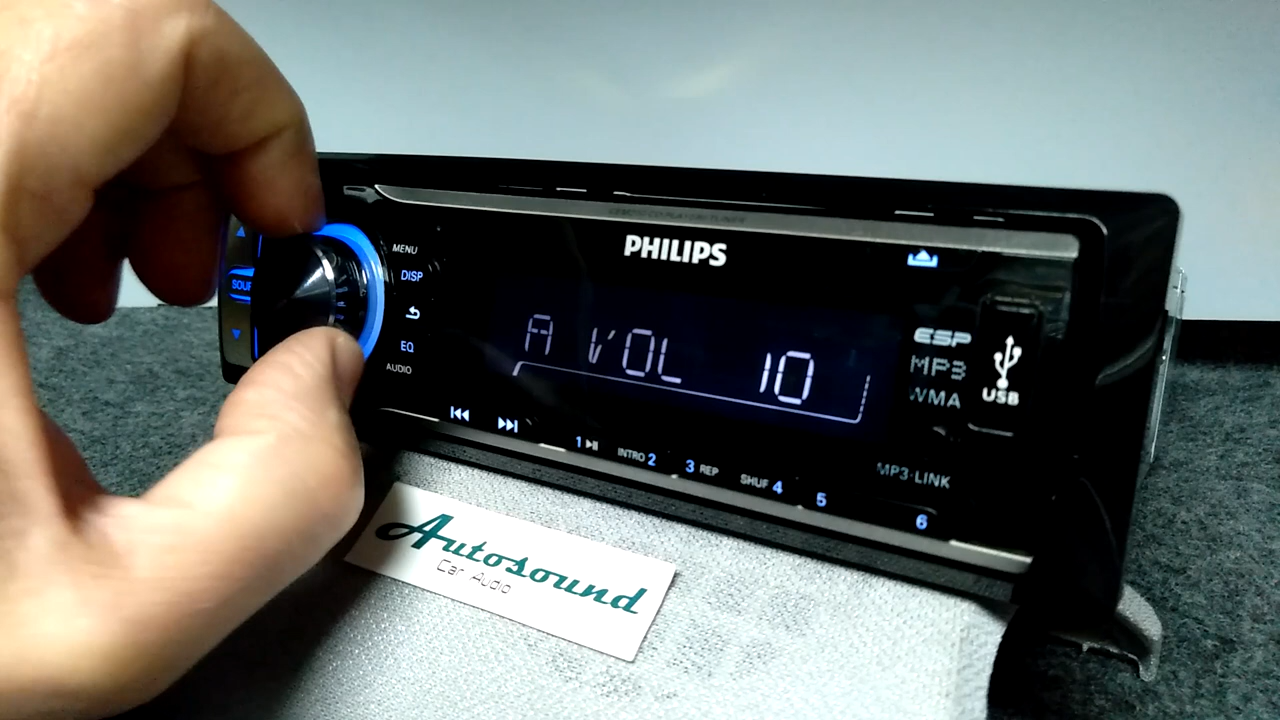 PHILIPS
MENU
DISP
SOUR
EQ
AUDIO
A VOL 10
ESP
MP3
WMA
USB
1
INTRO 2
3 REP
SHUF 4
5
MP3·LINK
6
Autosound
Car Audio